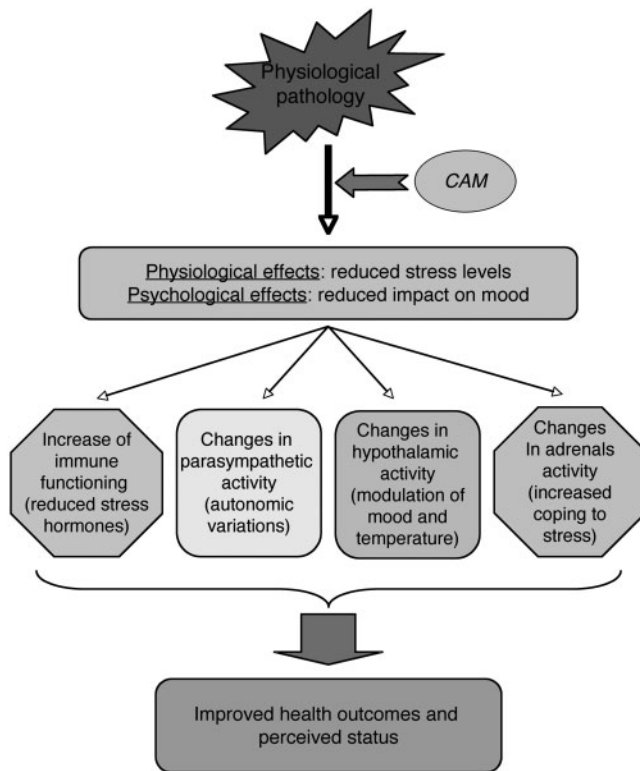 Physiological
pathology
CAM
Physiological effects: reduced stress levels
Psychological effects: reduced impact on mood
Increase of
immune
functioning
(reduced stress
hormones)
Changes in
parasympathetic
activity
(autonomic
variations)
Changes in
hypothalamic
activity
(modulation of
mood and
temperature)
Changes
In adrenals
activity
(increased
coping to
stress)
Improved health outcomes and
perceived status